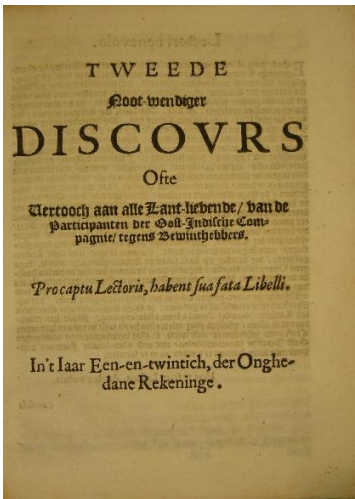 TWEEDE
Noot-wendiger
DISCOVRS
Ofte
Vertooch aan alle Lant-lievende/ van de
Participanten der Oost-Indische Com-
pagnie/ tegens Bewinthebbers.
Pro captu Lectoris, habent sua fata Libelli.
In't Iaar Een-en-twintich, der Onghe-
dane Rekeninge.